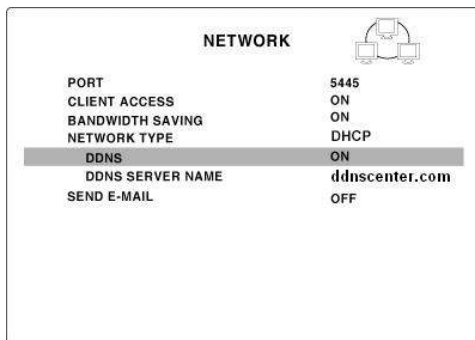 NETWORK
PORT 5445
CLIENT ACCESS ON
BANDWIDTH SAVING ON
NETWORK TYPE DHCP
DDNS ON
DDNS SERVER NAME ddnscenter.com
SEND E-MAIL OFF